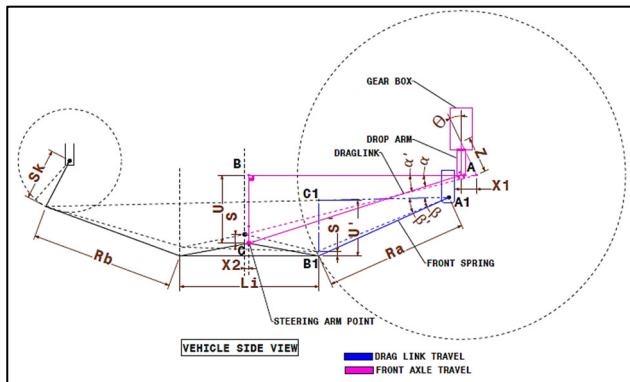 GEAR BOX
θ
DROP ARM
Z
DRAGLINK
α'
α
A
X1
A1
B
C1
Sk
U
S
C
X2
S'
U'
β'
β
B1
FRONT SPRING
Ra
Rb
Li
STEERING ARM POINT
VEHICLE SIDE VIEW
DRAG LINK TRAVEL
FRONT AXLE TRAVEL